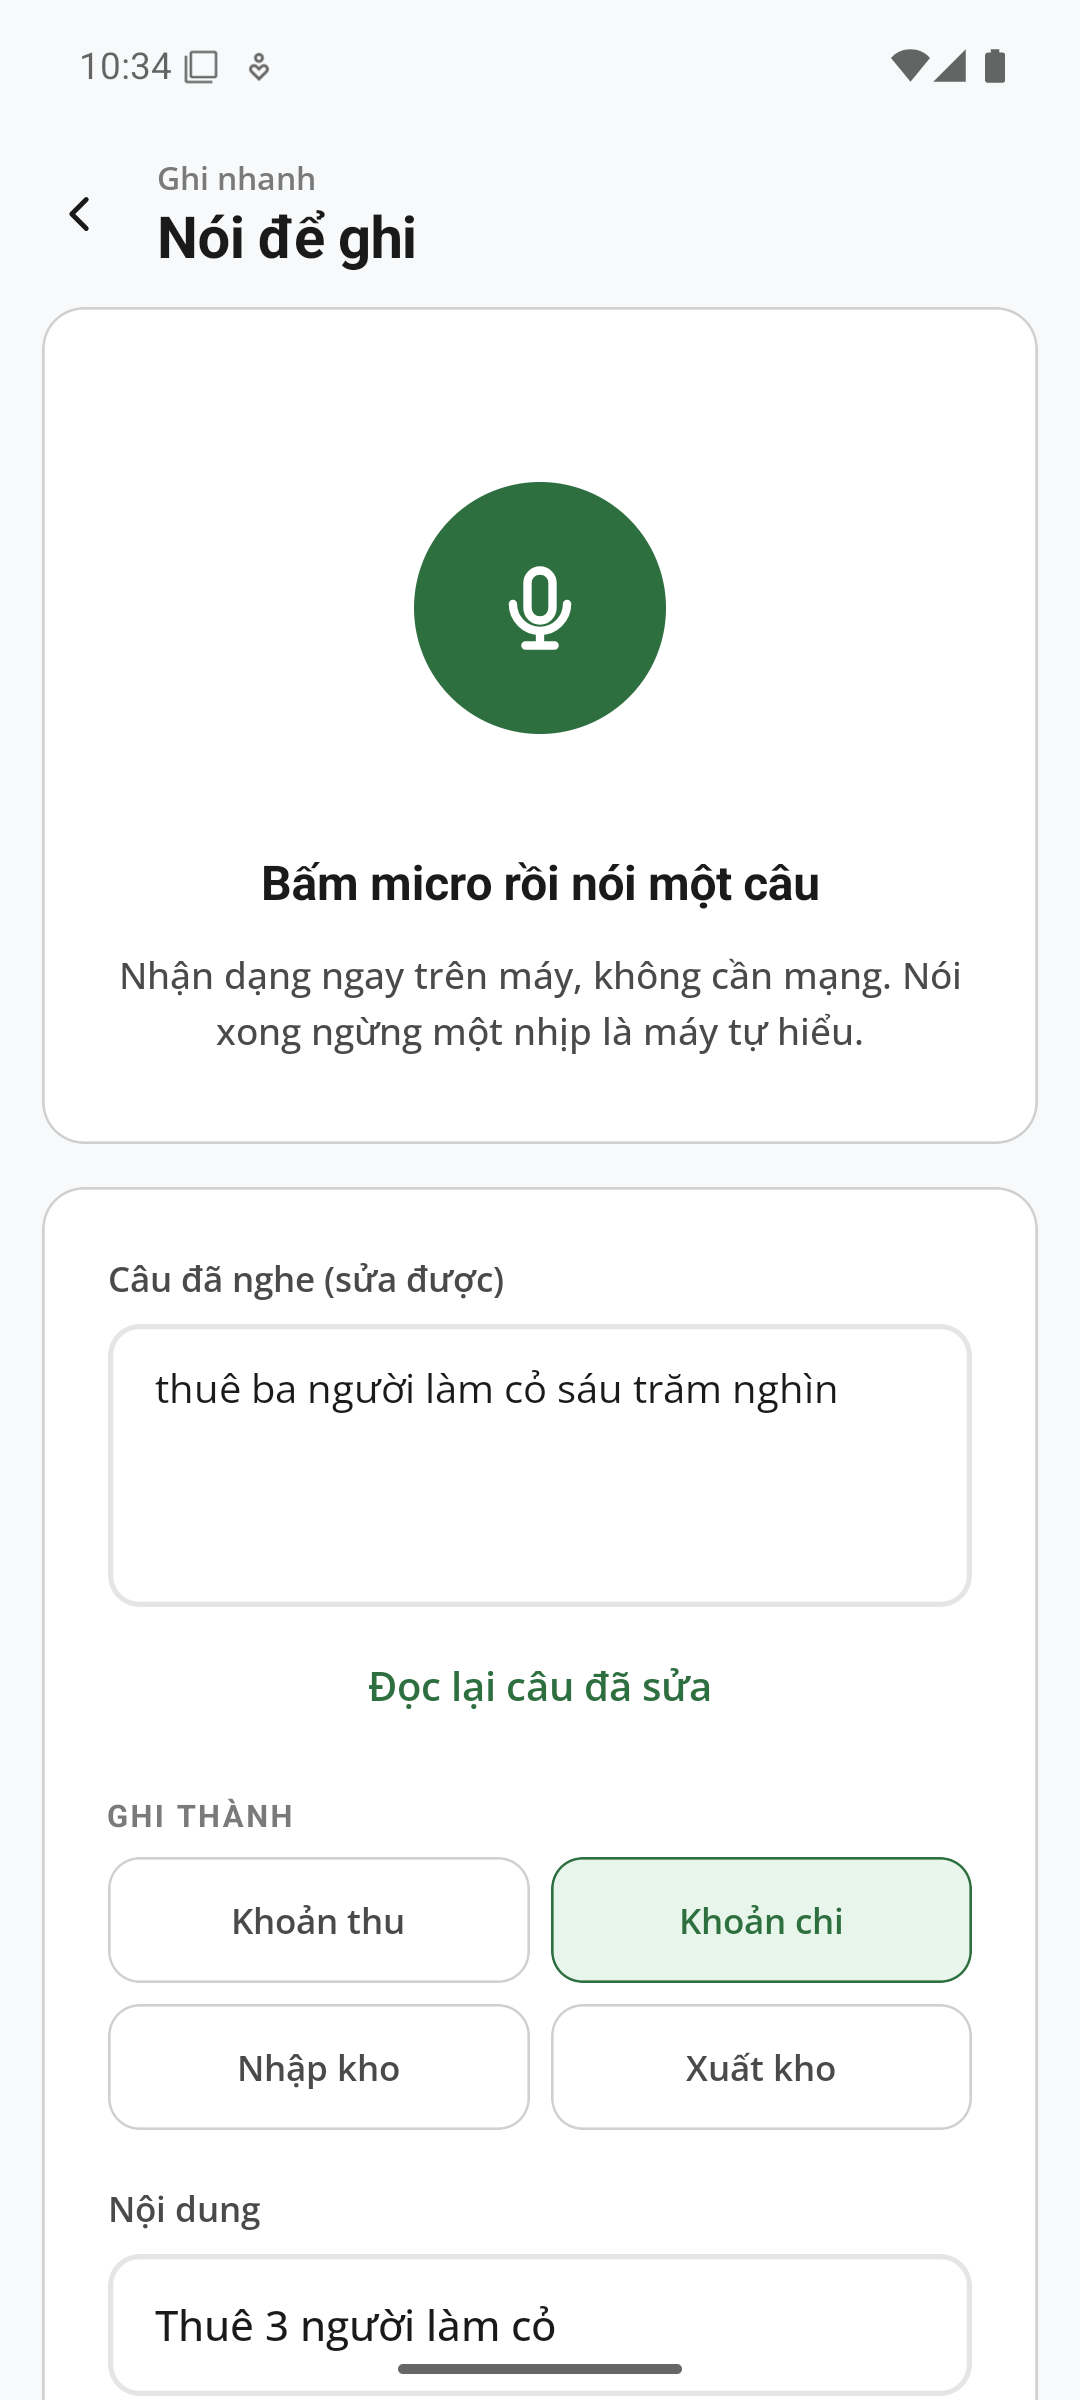 10:34
Ghi nhanh
Nói để ghi
Bấm micro rồi nói một câu
Nhận dạng ngay trên máy, không cần mạng. Nói
xong ngừng một nhịp là máy tự hiểu.
Câu đã nghe (sửa được)
thuê ba người làm cỏ sáu trăm nghìn
Đọc lại câu đã sửa
GHI THÀNH
Khoản thu
Khoản chi
Nhập kho
Xuất kho
Nội dung
Thuê 3 người làm cỏ